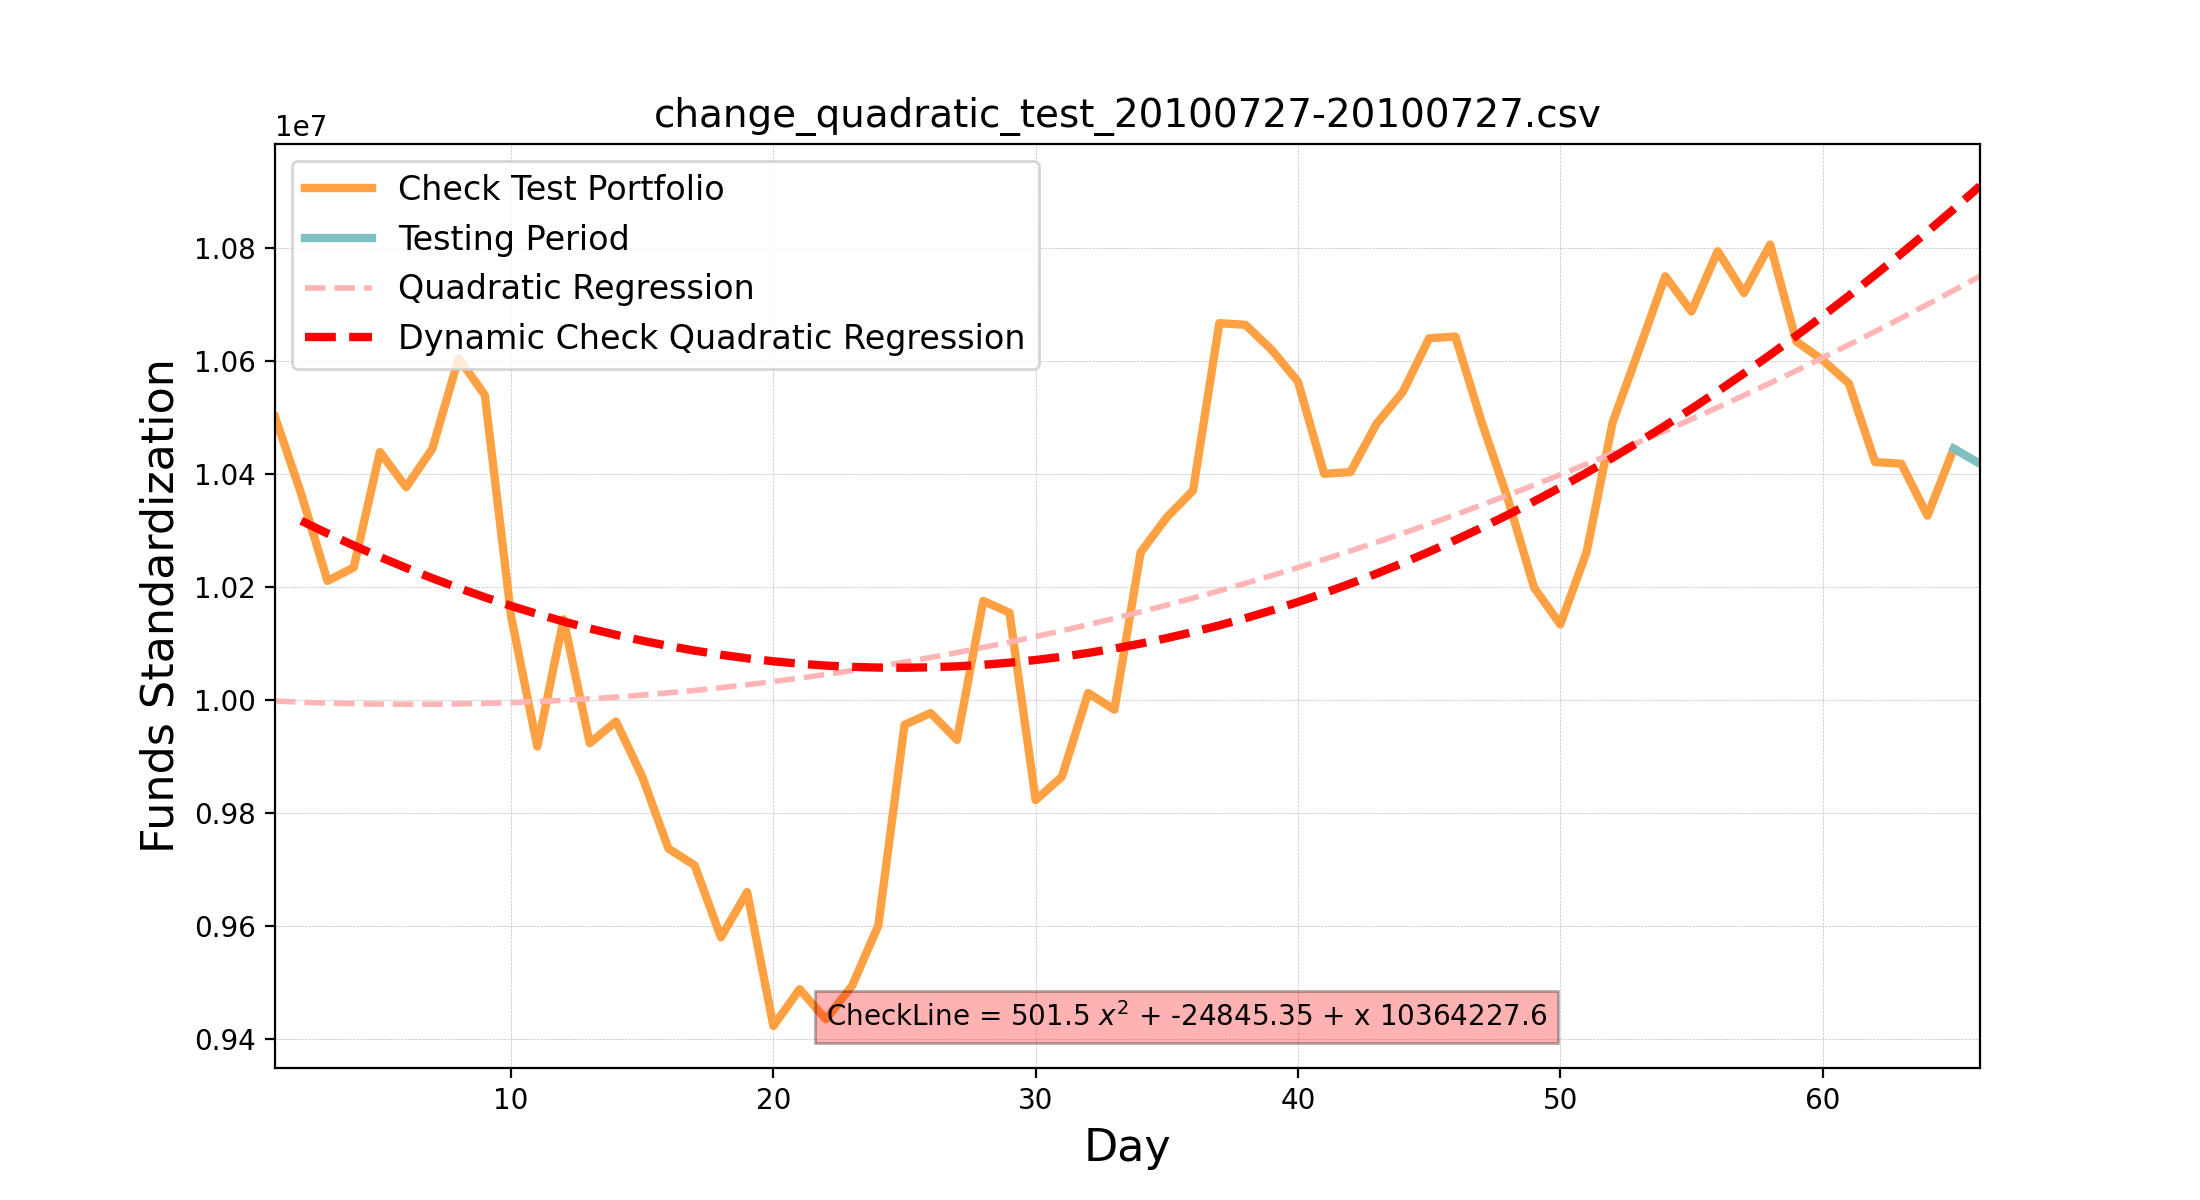 change_quadratic_test_20100727-20100727.csv
1e7
Check Test Portfolio
Testing Period
Quadratic Regression
Dynamic Check Quadratic Regression
1.08
1.06
1.04
1.02
1.00
0.98
0.96
0.94
Funds Standardization
CheckLine = 501.5 x² + -24845.35 + x 10364227.6
10 20 30 40 50 60
Day